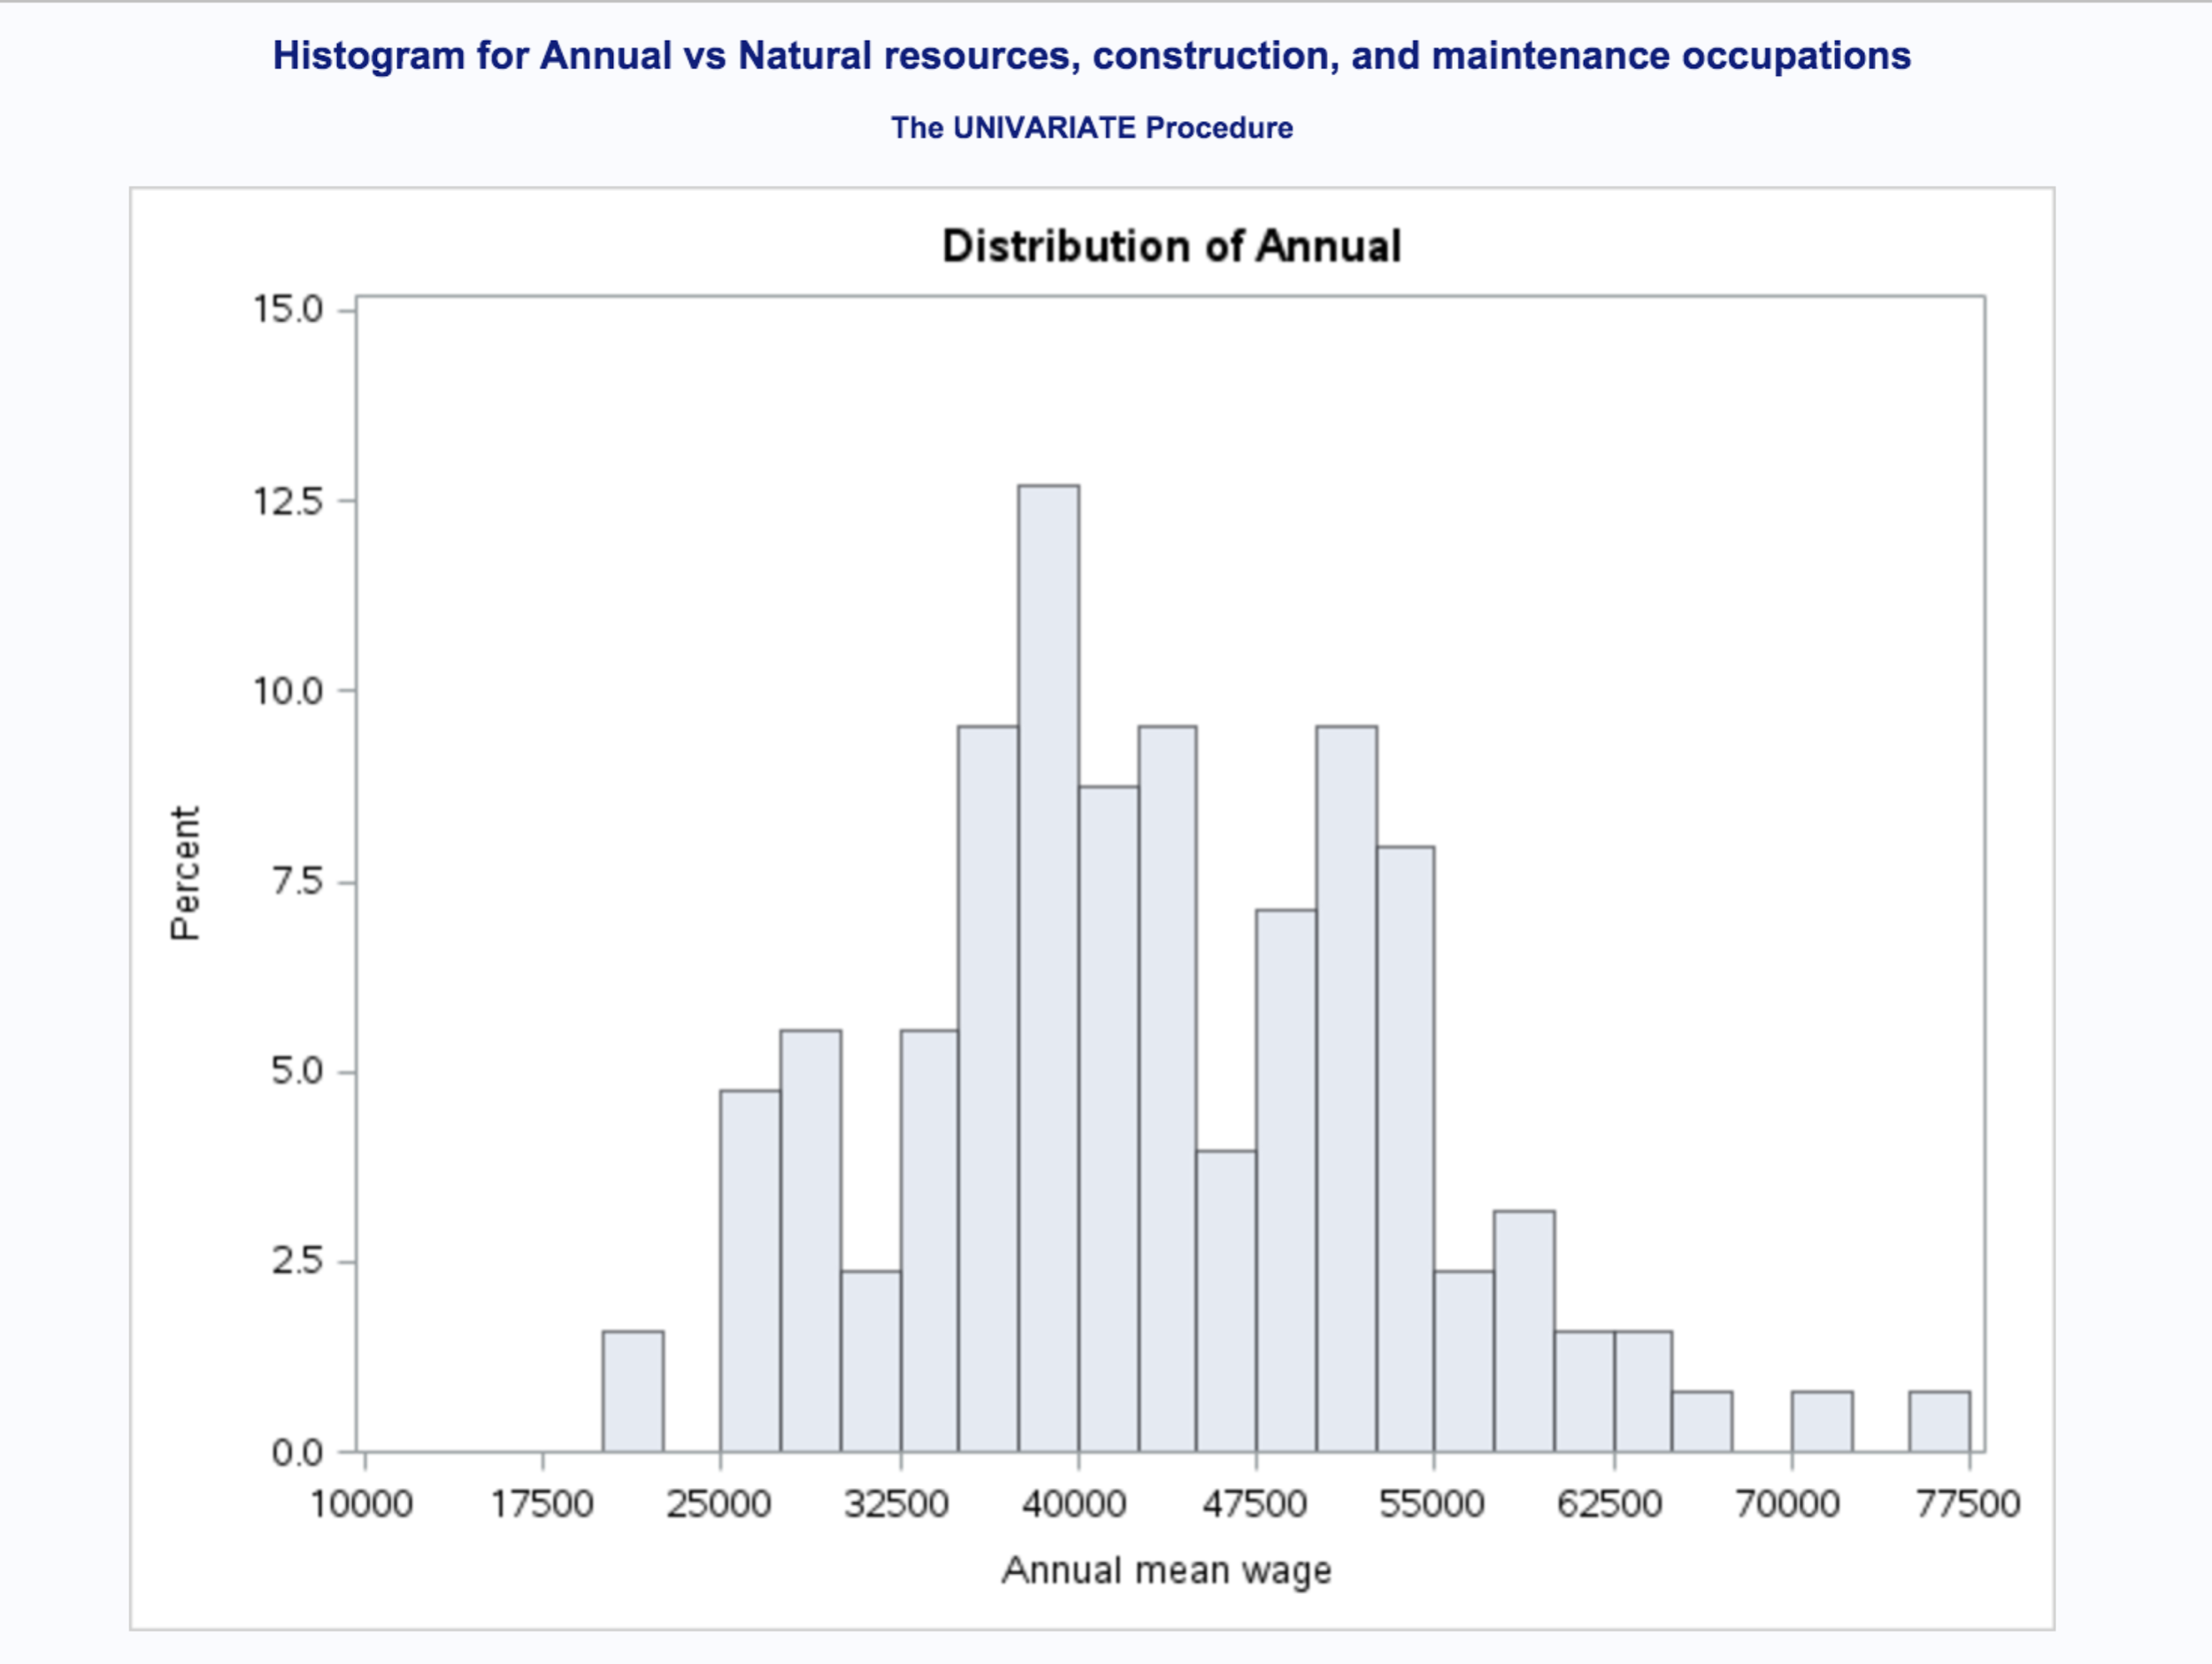 Histogram for Annual vs Natural resources, construction, and maintenance occupations
The UNIVARIATE Procedure
Distribution of Annual
15.0
12.5
10.0
7.5
5.0
2.5
0.0
Percent
10000 17500 25000 32500 40000 47500 55000 62500 70000 77500
Annual mean wage